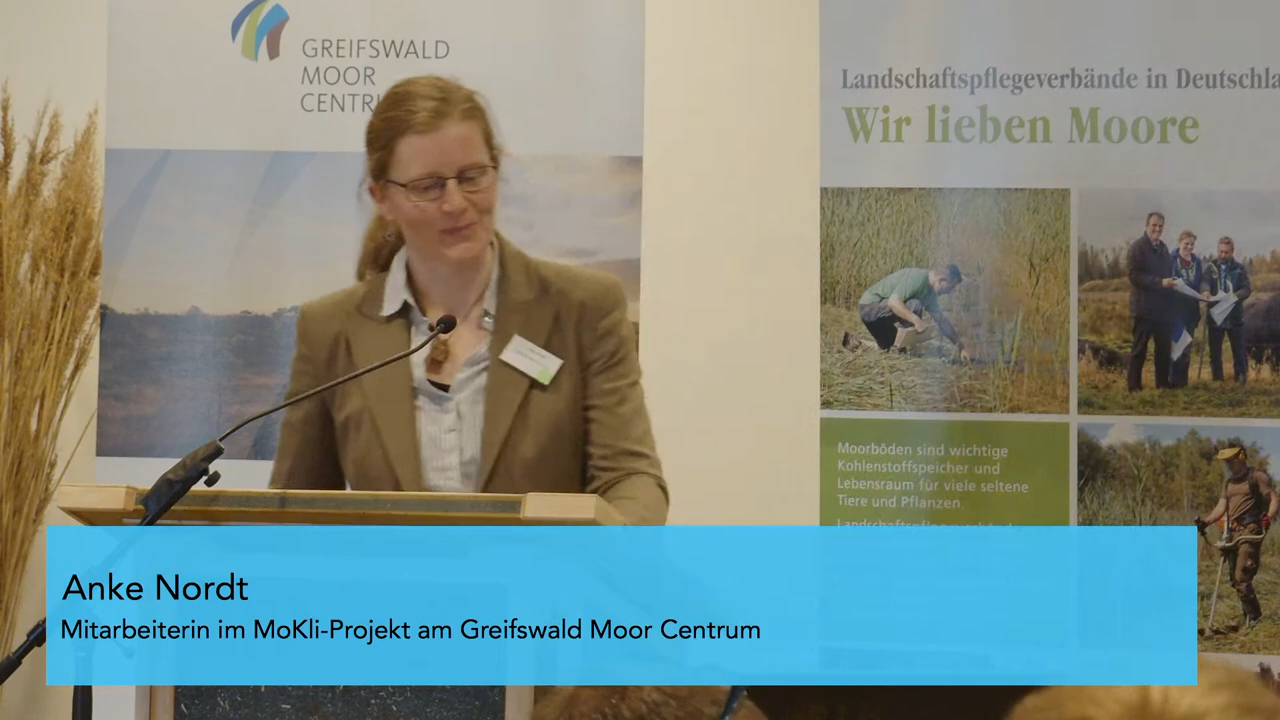 GREIFSWALD
MOOR
Landschaftspflegeverbände in
Wir lieben Moore
Moorböden sind wichtige
Kohlenstoffspeicher und
Lebensraum für viele seltene
Tiere und Pflanzen.
Anke Nordt
Mitarbeiterin im MoKli-Projekt am Greifswald Moor Centrum